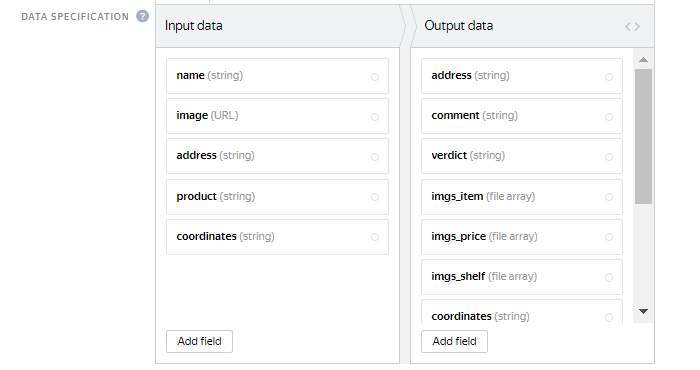 DATA SPECIFICATION ?
Input data
name (string)
image (URL)
address (string)
product (string)
coordinates (string)
Add field
Output data
< >
address (string)
comment (string)
verdict (string)
imgs_item (file array)
imgs_price (file array)
imgs_shelf (file array)
coordinates (string)
Add field